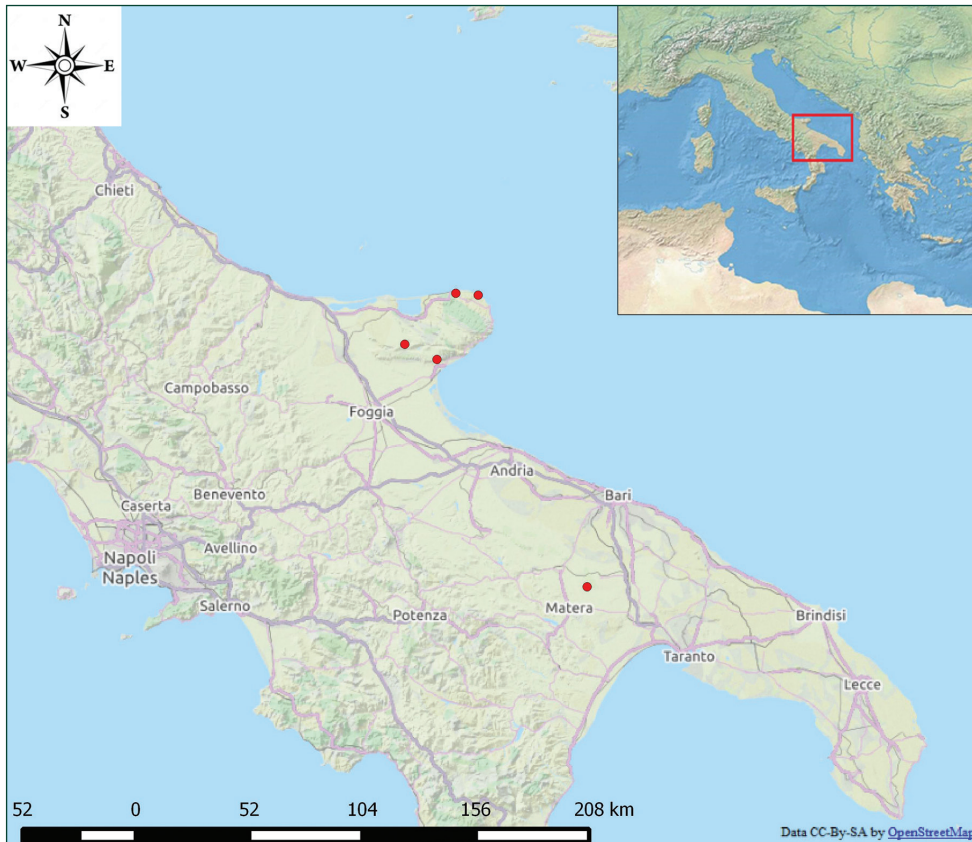 N
W E
S
Chieti
Campobasso
Foggia
Andria
Bari
Benevento
Caserta
Avellino
Napoli
Naples
Salerno
Potenza
Matera
Taranto
Brindisi
Lecce
52 0 52 104 156 208 km
Data CC-By-SA by OpenStreetMap